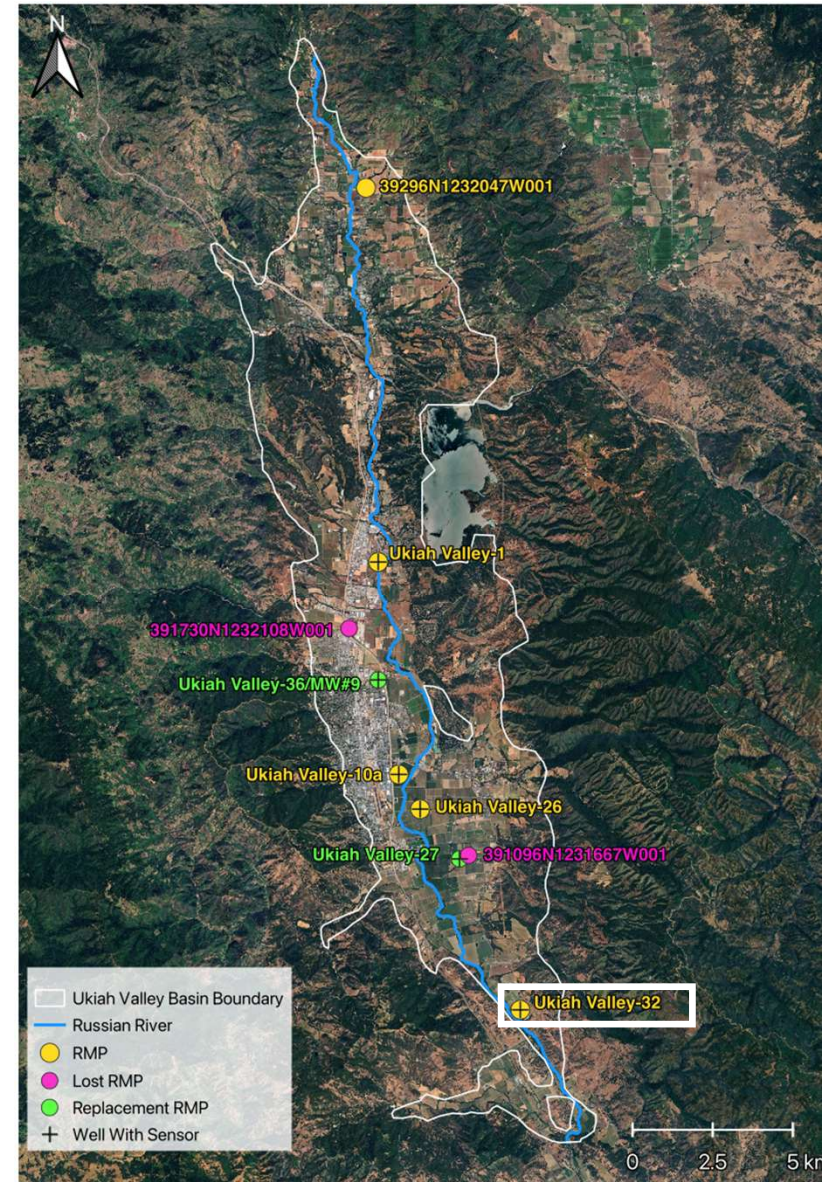 N
39296N1232047W001
Ukiah Valley-1
391730N1232108W001
Ukiah Valley-36/MW#9
Ukiah Valley-10a
Ukiah Valley-26
Ukiah Valley-27
391096N1231667W001
Ukiah Valley-32
Ukiah Valley Basin Boundary
Russian River
RMP
Lost RMP
Replacement RMP
Well With Sensor
0 2.5 5 km